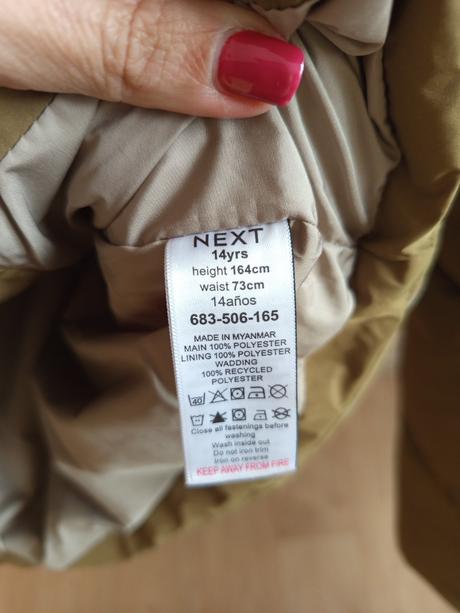 NEXT
14yrs
height 164cm
waist 73cm
14años
683-506-165
MADE IN MYANMAR
MAIN 100% POLYESTER
LINING 100% POLYESTER
WADDING
100% RECYCLED
POLYESTER
40
Close all fastenings before
washing
Wash inside out
Do not iron trim
Iron on reverse
KEEP AWAY FROM FIRE